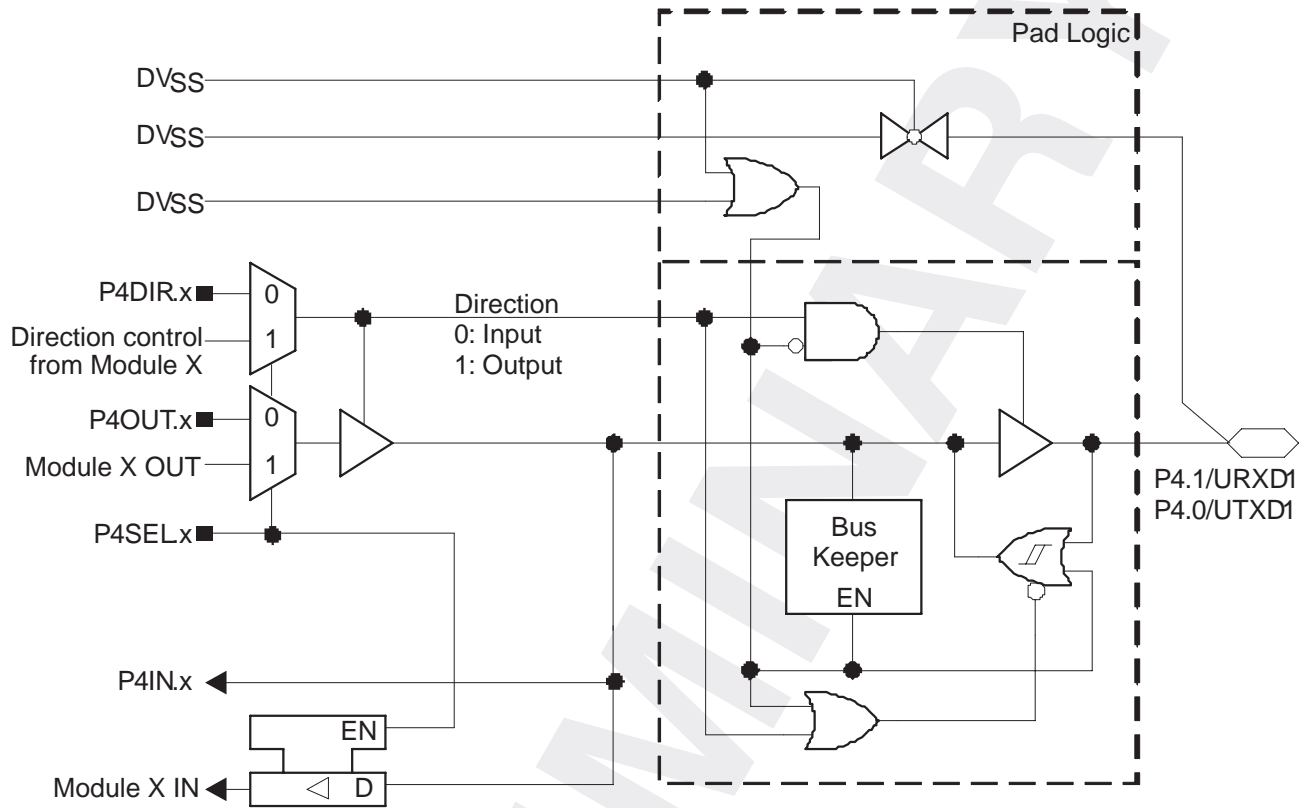 Pad Logic
DVSS
DVSS
DVSS
P4DIR.x
0
Direction control
from Module X
1
Direction
0: Input
1: Output
P4OUT.x
0
Module X OUT
1
P4SEL.x
P4.1/URXD1
P4.0/UTXD1
Bus
Keeper
EN
P4IN.x
EN
Module X IN
D
MINARY